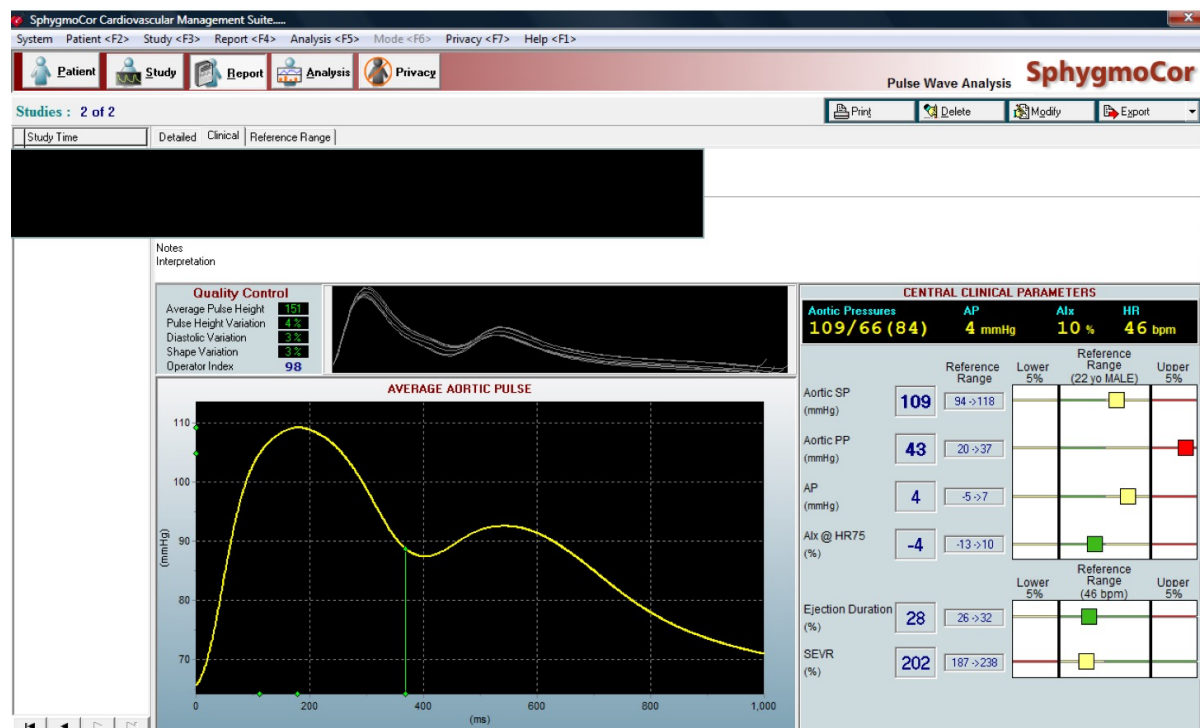 SphygmoCor Cardiovascular Management Suite.....
System Patient <F2> Study <F3> Report <F4> Analysis <F5> Mode <F6> Privacy <F7> Help <F1>
Patient Study Report Analysis Privacy
Pulse Wave Analysis SphygmoCor
Studies : 2 of 2
Print Delete Modify Export
Study Time Detailed Clinical Reference Range
Notes
Interpretation
Quality Control
Average Pulse Height 151
Pulse Height Variation 4 %
Diastolic Variation 3 %
Shape Variation 3 %
Operator Index 98
AVERAGE AORTIC PULSE
110
100
90
80
70
(mmHg)
0 200 400 600 800 1,000
(ms)
CENTRAL CLINICAL PARAMETERS
Aortic Pressures AP AIx HR
109/66(84) 4 mmHg 10 % 46 bpm
Reference Range Lower 5% Reference Range (22 yo MALE) Upper 5%
Aortic SP (mmHg) 109 94->118
Aortic PP (mmHg) 43 20->37
AP (mmHg) 4 -5->7
AIx @ HR75 (%) -4 -13->10
Lower 5% Reference Range (46 bpm) Upper 5%
Ejection Duration (%) 28 26->32
SEVR (%) 202 187->238